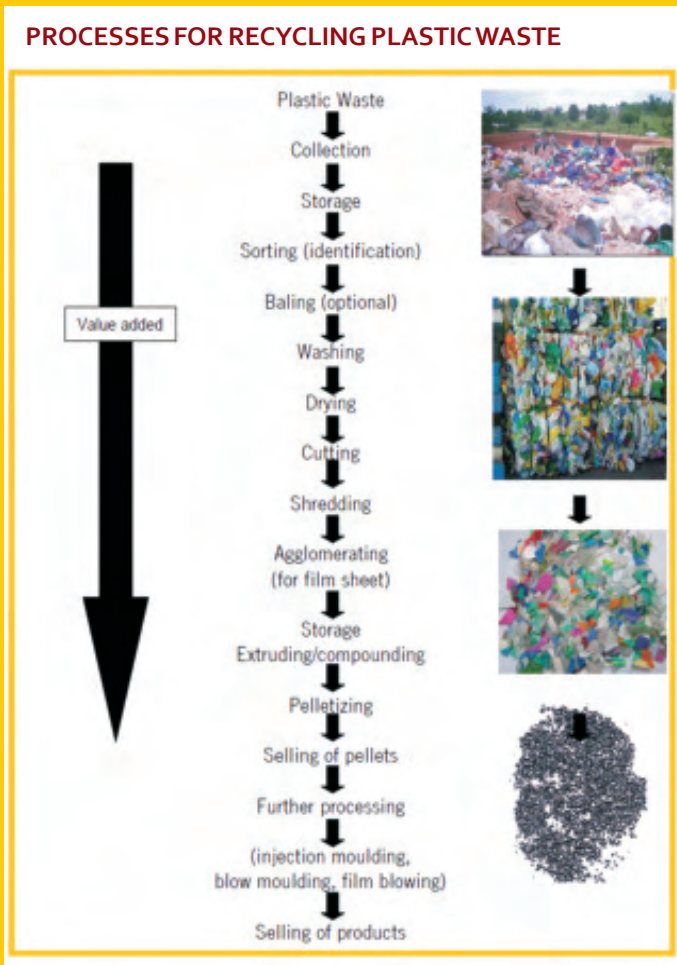 PROCESSES FOR RECYCLING PLASTIC WASTE
Plastic Waste
Collection
Storage
Sorting (identification)
Baling (optional)
Value added
Washing
Drying
Cutting
Shredding
Agglomerating
(for film sheet)
Storage
Extruding/compounding
Pelletizing
Selling of pellets
Further processing
(injection moulding,
blow moulding, film blowing)
Selling of products